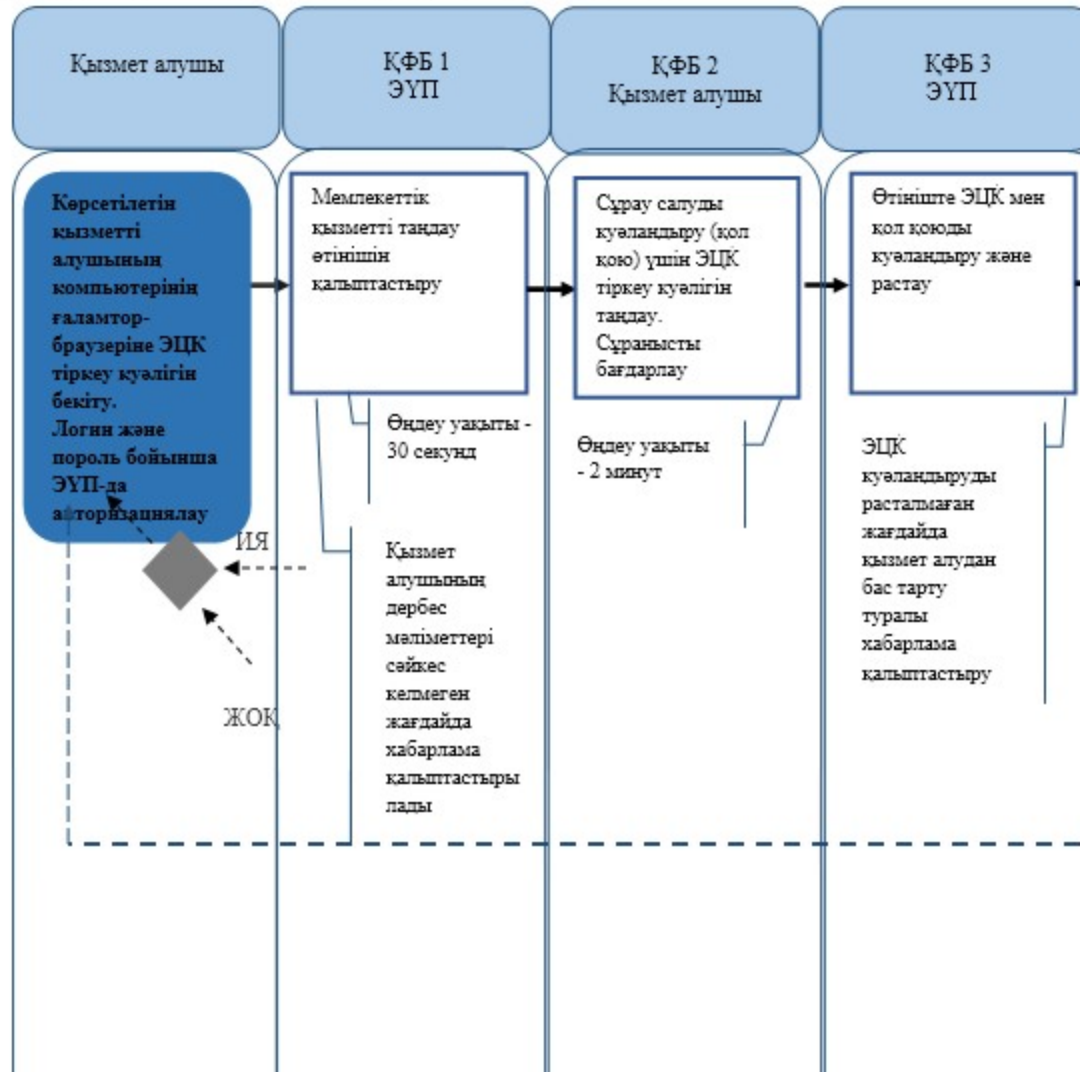 Қызмет алушы
ҚФБ 1
ЭҮП
ҚФБ 2
Қызмет алушы
ҚФБ 3
ЭҮП
Көрсетілетін
қызметті
алушының
компьютерінің
ғаламтор-
браузеріне ЭЦК
тіркеу куәлігін
бекіту.
Логин және
пороль бойынша
ЭҮП-да
авторизациялау
Мемлекеттік
қызметті таңдау
өтінішін
қалыптастыру
Сұрау салуды
куәландыру (қол
қою) үшін ЭЦҚ
тіркеу куәлігін
таңдау.
Сұранысты
бағдарлау
Өтініште ЭЦҚ мен
қол қоюды
куәландыру және
растау
Өңдеу уақыты -
30 секунд
Өңдеу уақыты
- 2 минут
ЭЦҚ
куәландыруды
расталмаған
жағдайда
қызмет алудан
бас тарту
туралы
хабарлама
қалыптастыру
ИЯ
ЖОҚ
Қызмет
алушының
дербес
мәліметтері
сәйкес
келмеген
жағдайда
хабарлама
қалыптастыры
лады